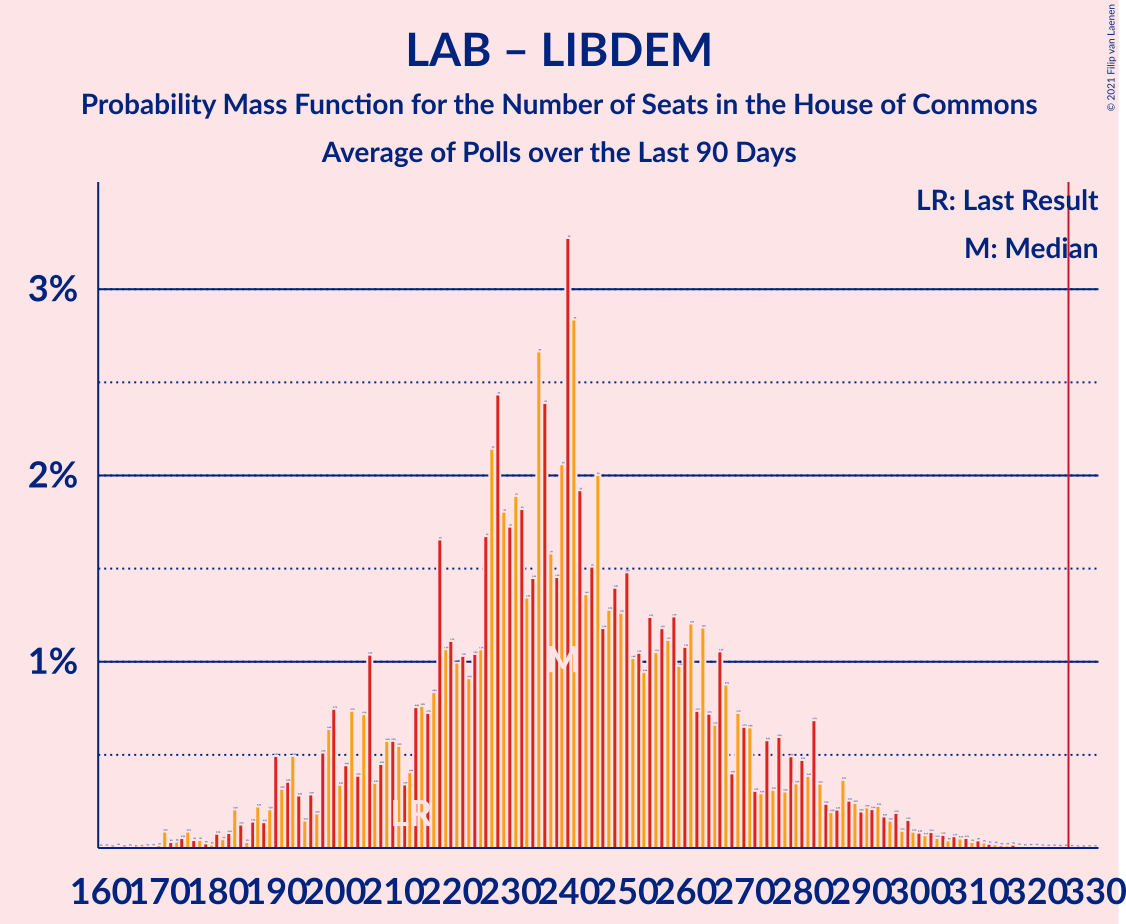 LAB – LIBDEM
Probability Mass Function for the Number of Seats in the House of Commons
Average of Polls over the Last 90 Days
© 2021 Filip van Laenen
LR: Last Result
M: Median
3%
2%
1%
M
LR
160 170 180 190 200 210 220 230 240 250 260 270 280 290 300 310 320 330